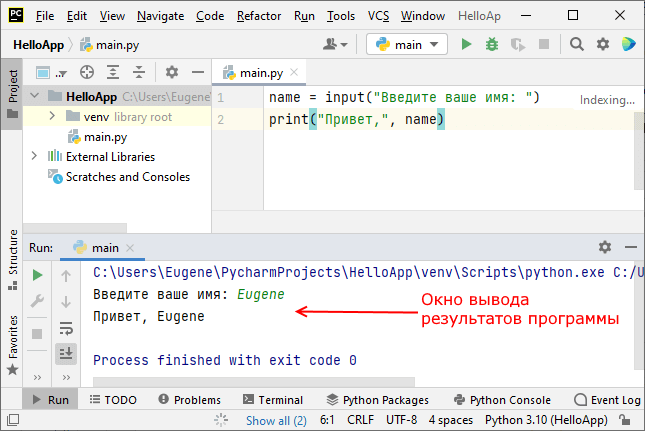 PC File Edit View Navigate Code Refactor Run Tools VCS Window HelloAp
HelloApp main.py main
Project
main.py
HelloApp C:\Users\Eugene\
venv library root
main.py
External Libraries
Scratches and Consoles
1 name = input("Введите ваше имя: ")
2 print("Привет,", name)
Indexing...
Structure
Favorites
Run: main
C:\Users\Eugene\PycharmProjects\HelloApp\venv\Scripts\python.exe C:/U
Введите ваше имя: Eugene
Привет, Eugene
Process finished with exit code 0
Окно вывода
результатов программы
Run TODO Problems Terminal Python Packages Python Console Event Log
Show all (2) 6:1 CRLF UTF-8 4 spaces Python 3.10 (HelloApp)